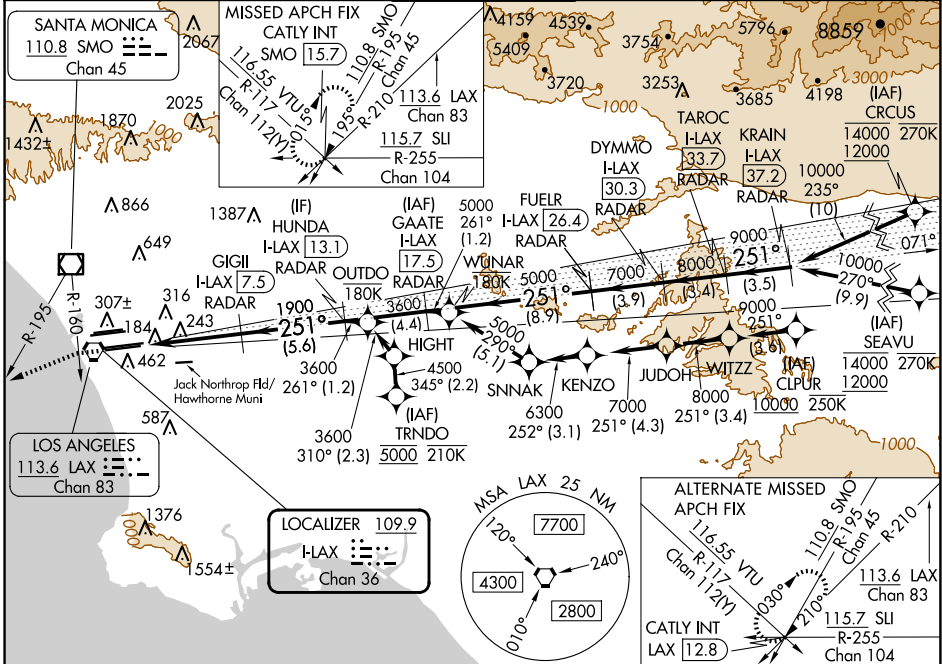 SANTA MONICA
110.8 SMO
Chan 45
2067
MISSED APCH FIX
CATLY INT
SMO 15.7
110.8 SMO
R-195
Chan 45
116.55 VTU
R-117
Chan 112(Y)
015°
195°
R-210
113.6 LAX
Chan 83
115.7 SLI
R-255
Chan 104
4159
4539
5409
3720
3754
3253
5796
8859
3685
4198
3000
1000
1432±
1870
1000
2025
(IAF)
CRCUS
14000 270K
12000
TAROC
I-LAX
33.7
RADAR
KRAIN
I-LAX
37.2
RADAR
DYMMO
I-LAX
30.3
RADAR
10000
235°
(10)
FUELR
I-LAX 26.4
RADAR
866
1387
649
(IF)
HUNDA
I-LAX 13.1
RADAR
(IAF)
GAATE
I-LAX
17.5
RADAR
5000
261°
(1.2)
WUNAR
180K
GIGII
I-LAX 7.5
RADAR
OUTDO
180K
R-195
R-160
307±
316
184
243
462
1900
251°
(5.6)
3600
(4.4)
5000
251°
(8.9)
7000
(3.9)
8000
(3.4)
9000
251°
(3.5)
071°
10000
270°
(9.9)
(IAF)
SEAVU
14000 270K
12000
9000
251°
(3.6)
5000
290°
(5.1)
3600
261° (1.2)
HIGHT
4500
345° (2.2)
(IAF)
TRNDO
5000 210K
3600
310° (2.3)
SNNAK
KENZO
JUDOH
WITZZ
(IAF)
CLPUR
10000 250K
6300
252° (3.1)
7000
251° (4.3)
8000
251° (3.4)
Jack Northrop Fld/
Hawthorne Muni
587
LOS ANGELES
113.6 LAX
Chan 83
1376
1554±
LOCALIZER 109.9
I-LAX
Chan 36
MSA LAX 25 NM
120°
7700
240°
4300
2800
010°
1000
ALTERNATE MISSED
APCH FIX
116.55 VTU
R-117
Chan 112(Y)
110.8 SMO
R-195
Chan 45
R-210
030°
210°
113.6 LAX
Chan 83
CATLY INT
LAX 12.8
115.7 SLI
R-255
Chan 104